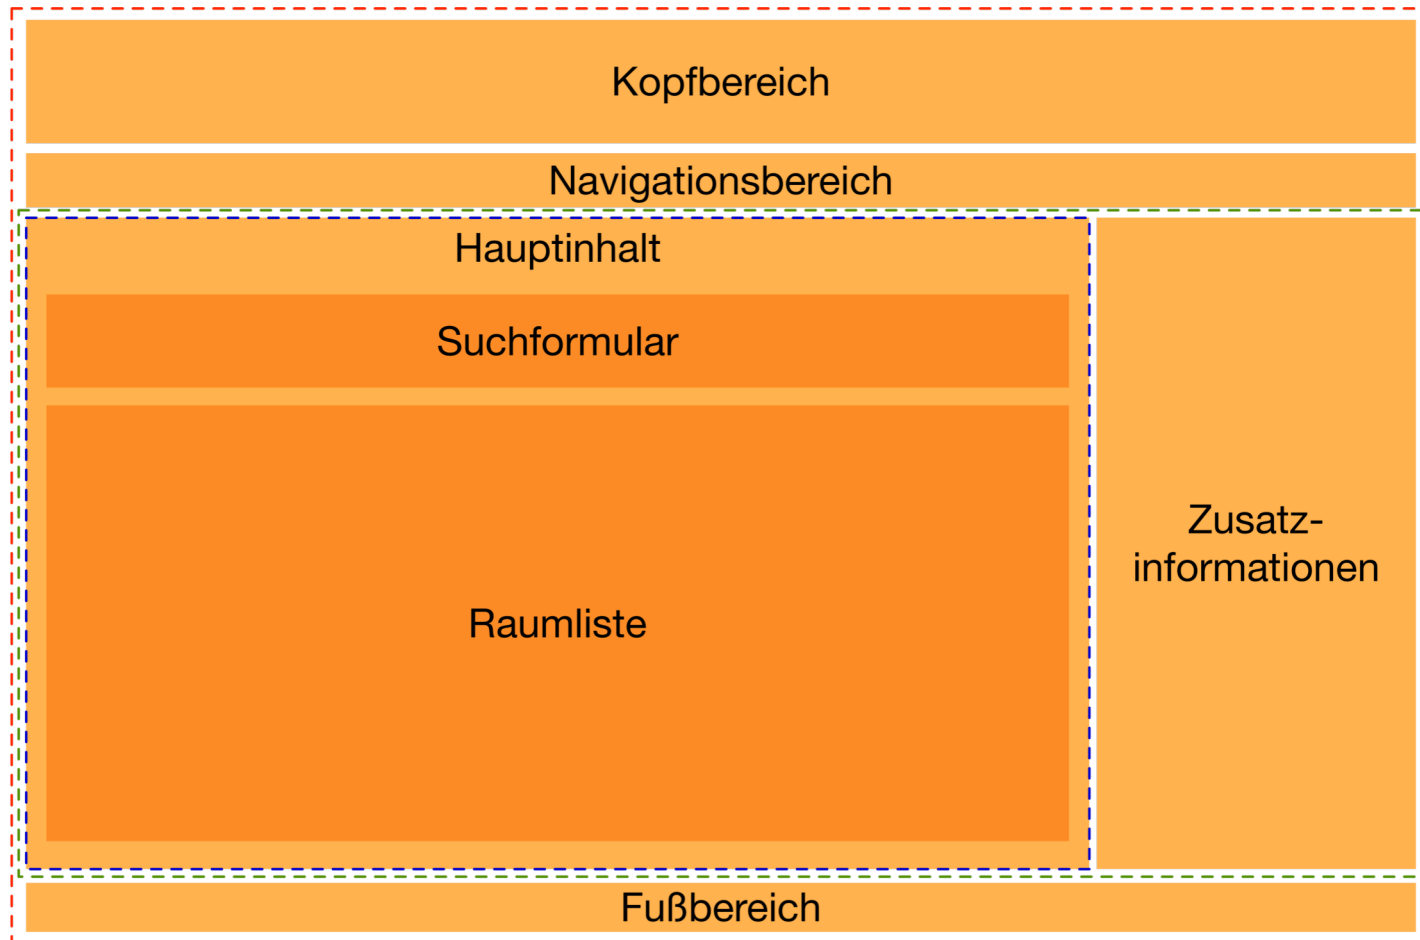 Kopfbereich
Navigationsbereich
Hauptinhalt
Suchformular
Raumliste
Zusatz-
informationen
Fußbereich